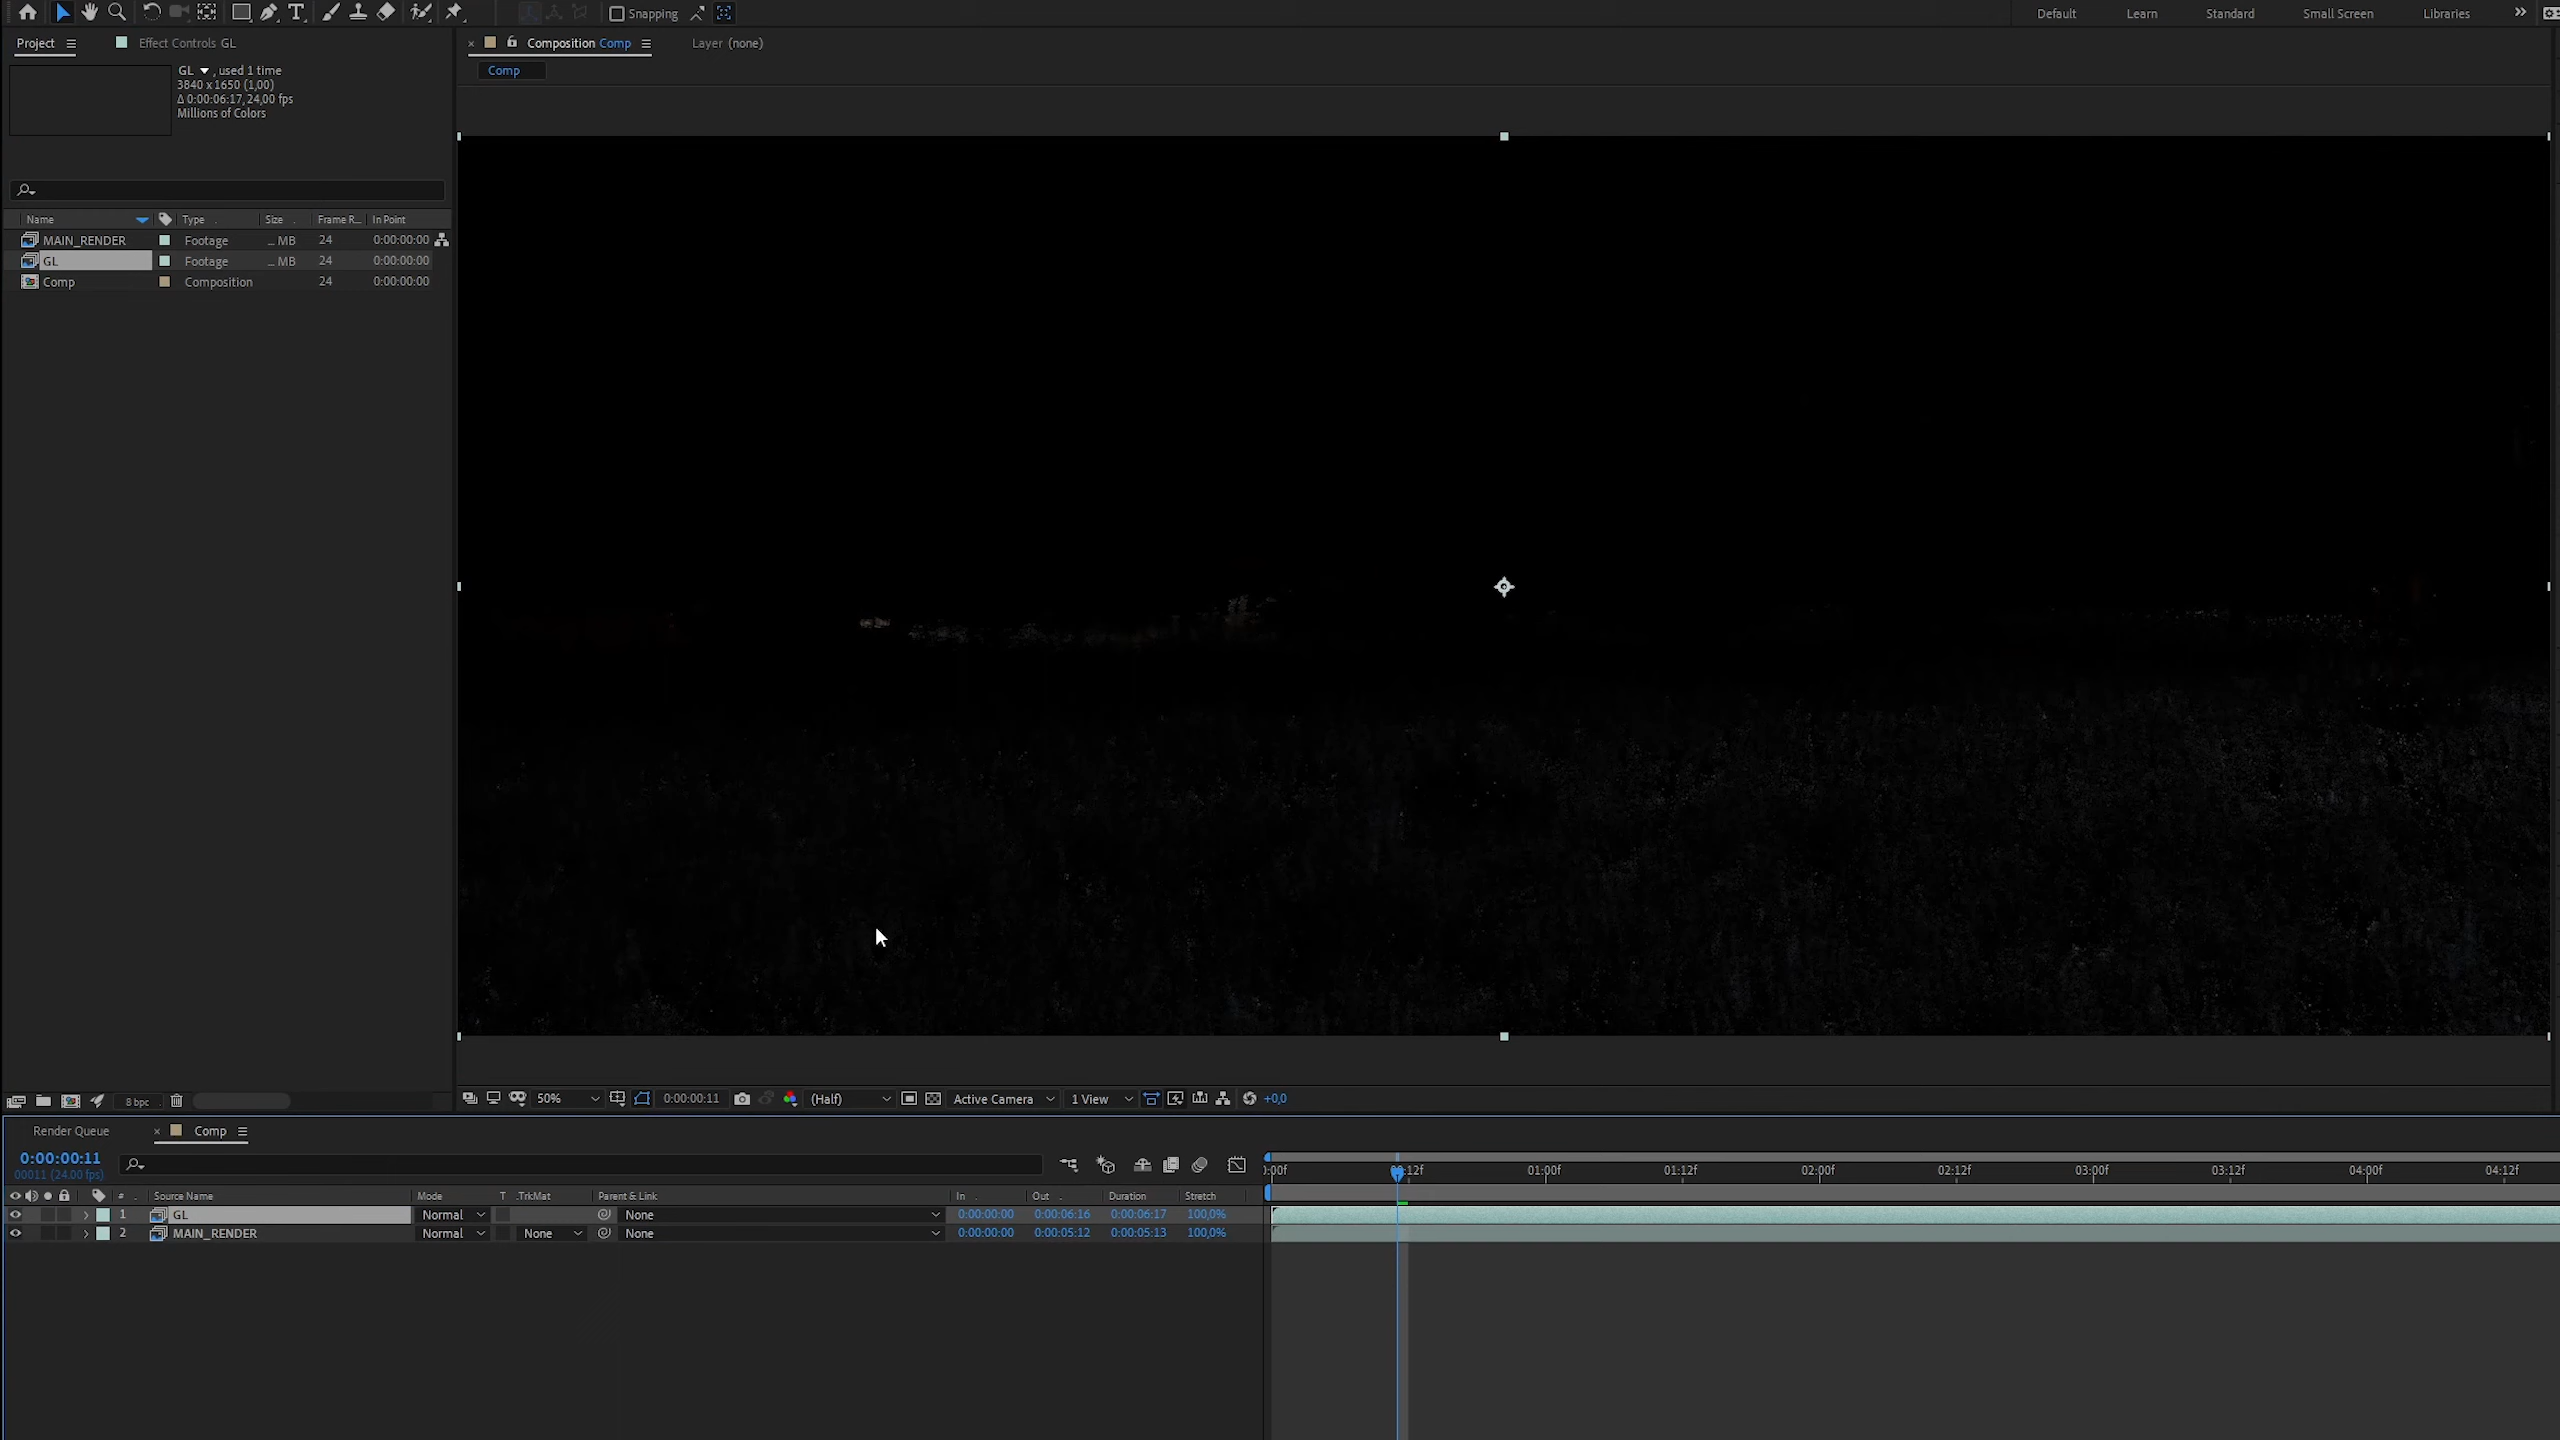 Snapping
Default Learn Standard Small Screen Libraries
Project Effect Controls GL
Composition Comp Layer (none)
Comp
GL , used 1 time
3840 x 1650 (1,00)
Δ 0:00:06:17, 24,00 fps
Millions of Colors
Name Type Size Frame R... In Point
MAIN_RENDER Footage ... MB 24 0:00:00:00
GL Footage ... MB 24 0:00:00:00
Comp Composition 24 0:00:00:00
8 bpc
50% 0:00:00:11 (Half) Active Camera 1 View +0,0
Render Queue Comp
0:00:00:11
00011 (24.00 fps)
:00f 00:12f 01:00f 01:12f 02:00f 02:12f 03:00f 03:12f 04:00f 04:12f
# Source Name Mode T .TrkMat Parent & Link In Out Duration Stretch
1 GL Normal None 0:00:00:00 0:00:06:16 0:00:06:17 100,0%
2 MAIN_RENDER Normal None None 0:00:00:00 0:00:05:12 0:00:05:13 100,0%